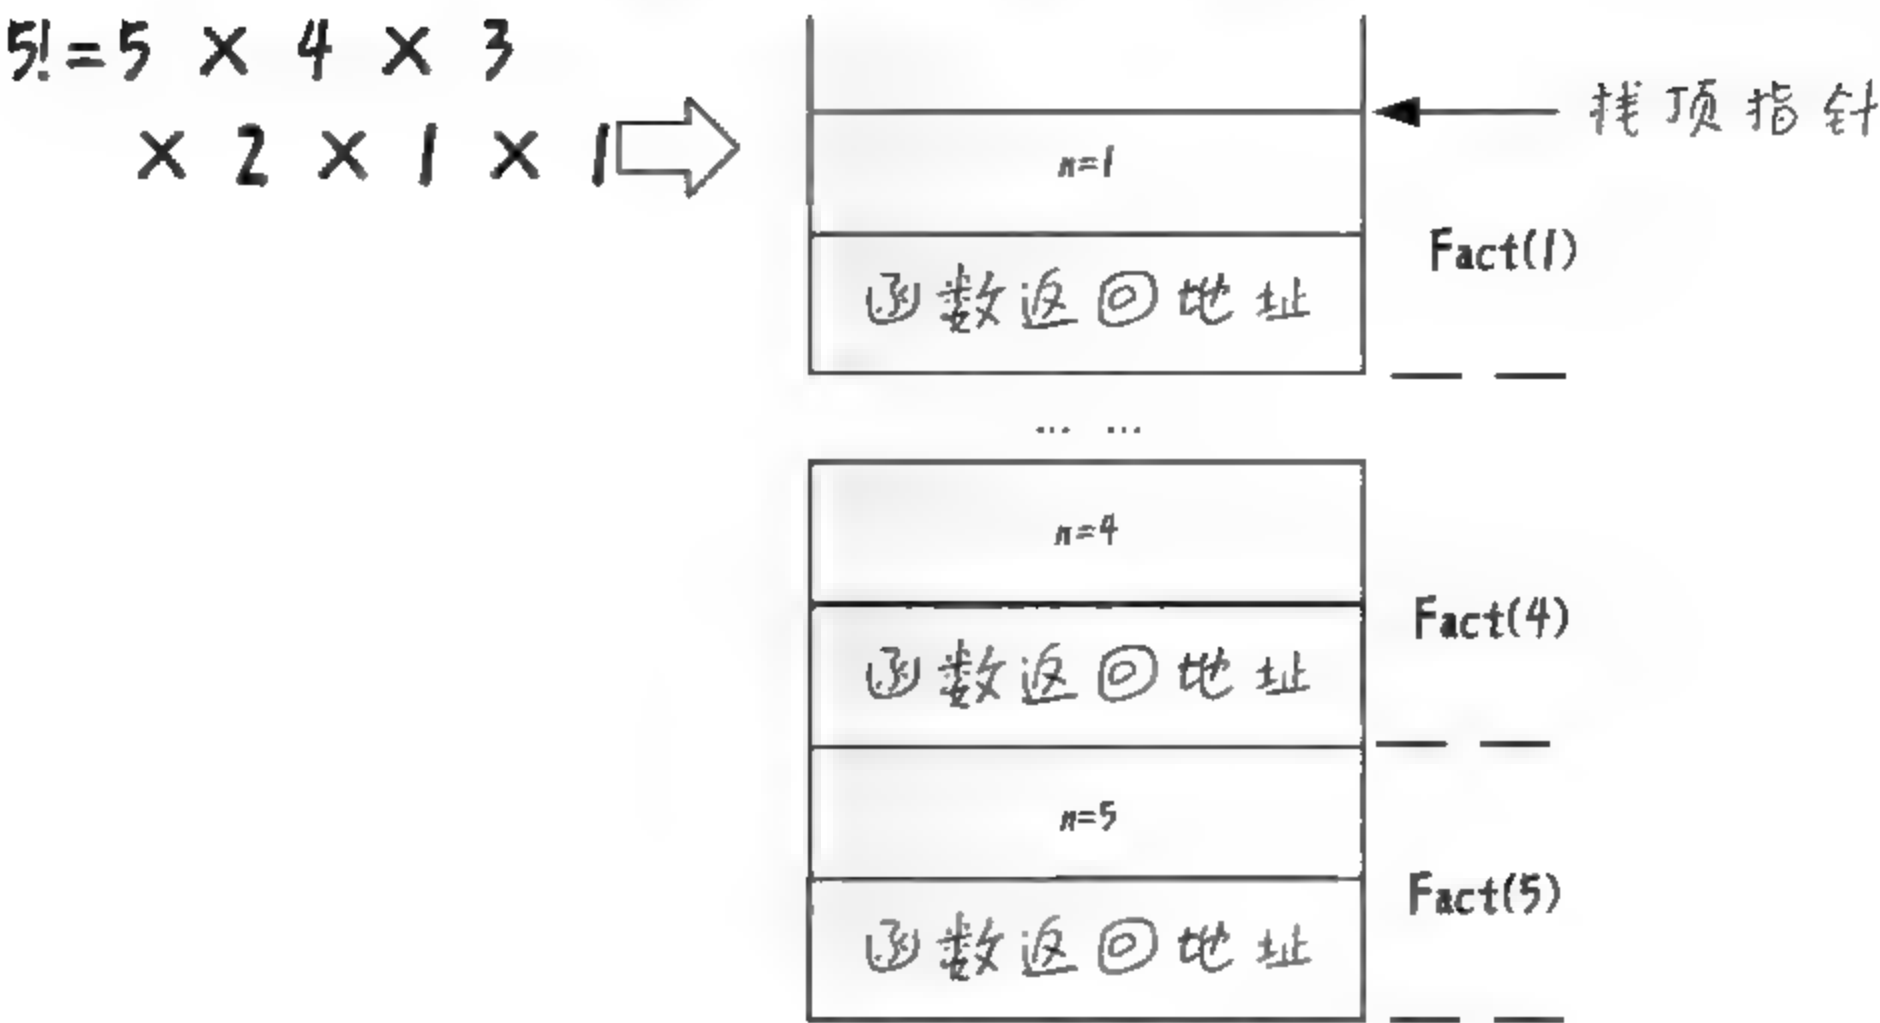 5!=5 × 4 × 3
× 2 × 1 × 1
栈顶指针
n=1
Fact(1)
函数返回地址
... ...
n=4
Fact(4)
函数返回地址
n=5
Fact(5)
函数返回地址